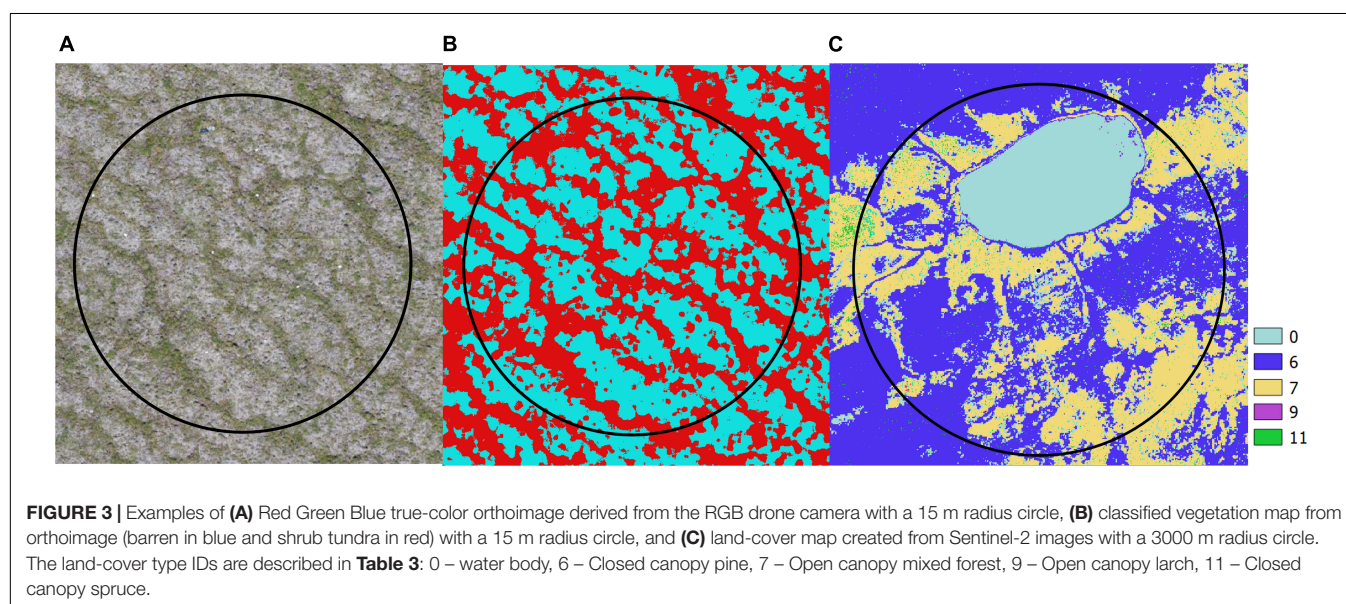 A
B
C
0
6
7
9
11
FIGURE 3 | Examples of (A) Red Green Blue true-color orthoimage derived from the RGB drone camera with a 15 m radius circle, (B) classified vegetation map from
orthoimage (barren in blue and shrub tundra in red) with a 15 m radius circle, and (C) land-cover map created from Sentinel-2 images with a 3000 m radius circle.
The land-cover type IDs are described in Table 3: 0 – water body, 6 – Closed canopy pine, 7 – Open canopy mixed forest, 9 – Open canopy larch, 11 – Closed
canopy spruce.